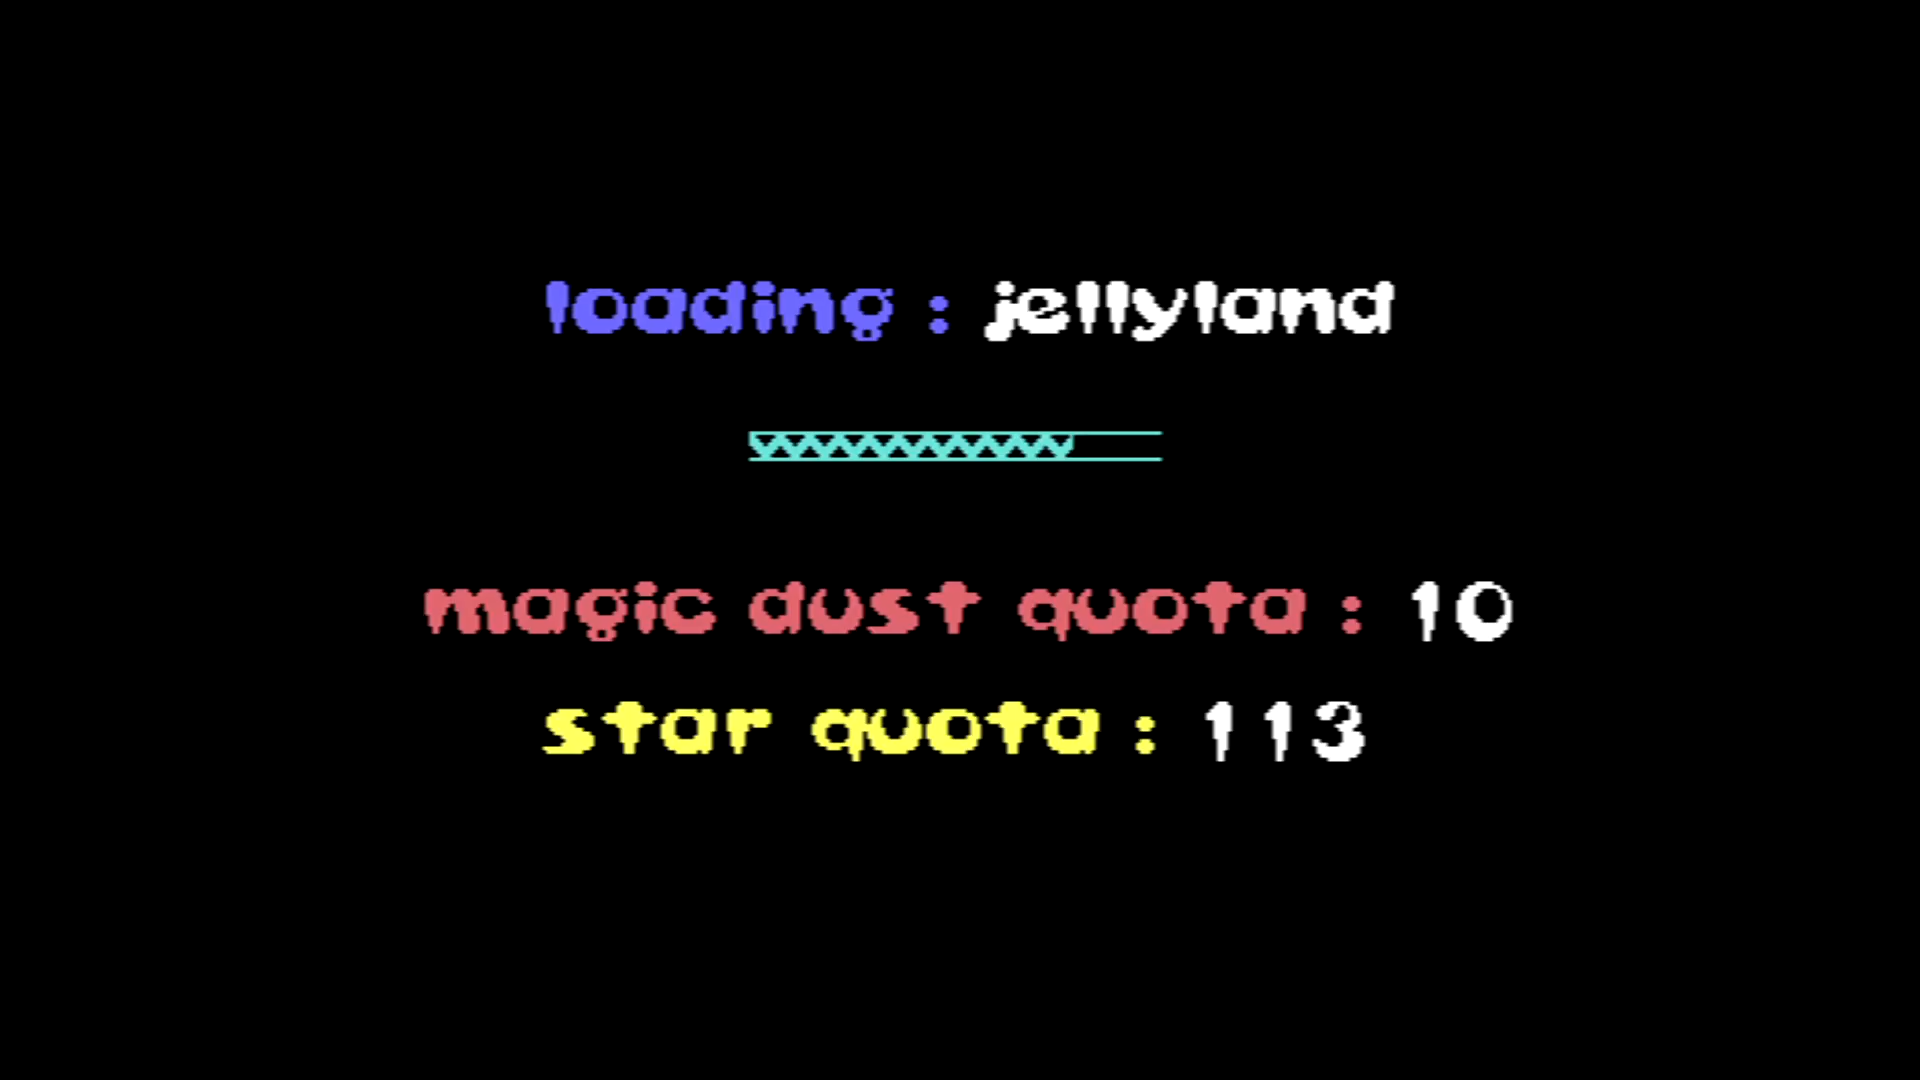 loading : jellyland
magic dust quota : 10
star quota : 113